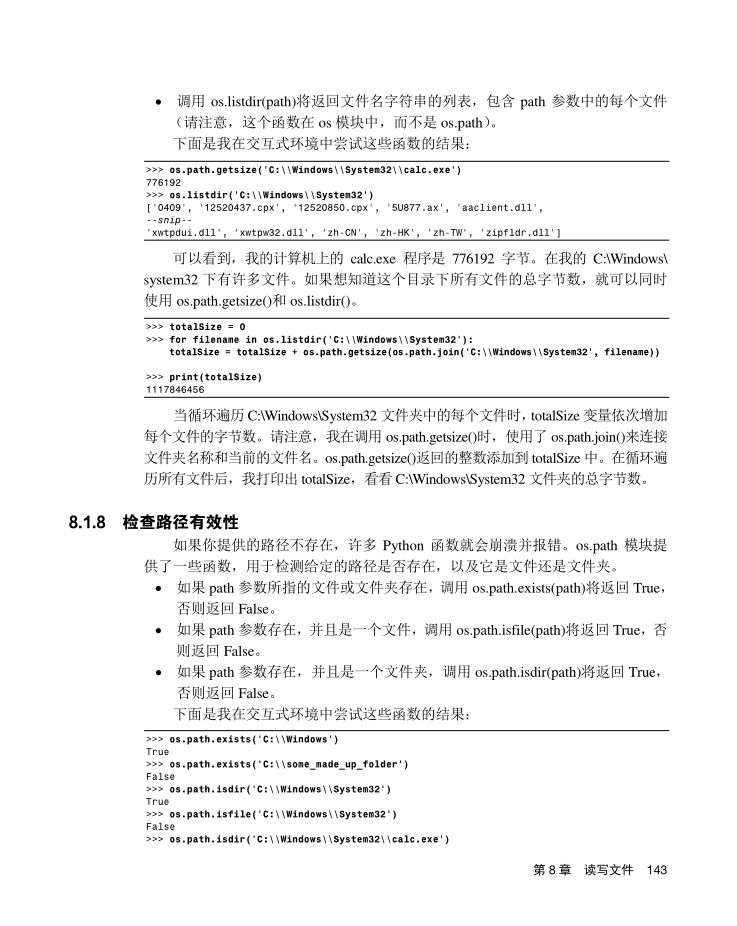 • 调用 os.listdir(path)将返回文件名字符串的列表，包含 path 参数中的每个文件
（请注意，这个函数在 os 模块中，而不是 os.path）。
下面是我在交互式环境中尝试这些函数的结果：
>>> os.path.getsize('C:\\Windows\\System32\\calc.exe')
776192
>>> os.listdir('C:\\Windows\\System32')
['0409', '12520437.cpx', '12520850.cpx', '5U877.ax', 'aaclient.dll',
--snip--
'xwtpdui.dll', 'xwtpw32.dll', 'zh-CN', 'zh-HK', 'zh-TW', 'zipfldr.dll']
可以看到，我的计算机上的 calc.exe 程序是 776192 字节。在我的 C:\Windows\
system32 下有许多文件。如果想知道这个目录下所有文件的总字节数，就可以同时
使用 os.path.getsize()和 os.listdir()。
>>> totalSize = 0
>>> for filename in os.listdir('C:\\Windows\\System32'):
totalSize = totalSize + os.path.getsize(os.path.join('C:\\Windows\\System32', filename))
>>> print(totalSize)
1117846456
当循环遍历 C:\Windows\System32 文件夹中的每个文件时，totalSize 变量依次增加
每个文件的字节数。请注意，我在调用 os.path.getsize()时，使用了 os.path.join()来连接
文件夹名称和当前的文件名。os.path.getsize()返回的整数添加到 totalSize 中。在循环遍
历所有文件后，我打印出 totalSize，看看 C:\Windows\System32 文件夹的总字节数。
8.1.8 检查路径有效性
如果你提供的路径不存在，许多 Python 函数就会崩溃并报错。os.path 模块提
供了一些函数，用于检测给定的路径是否存在，以及它是文件还是文件夹。
• 如果 path 参数所指的文件或文件夹存在，调用 os.path.exists(path)将返回 True，
否则返回 False。
• 如果 path 参数存在，并且是一个文件，调用 os.path.isfile(path)将返回 True，否
则返回 False。
• 如果 path 参数存在，并且是一个文件夹，调用 os.path.isdir(path)将返回 True，
否则返回 False。
下面是我在交互式环境中尝试这些函数的结果：
>>> os.path.exists('C:\\Windows')
True
>>> os.path.exists('C:\\some_made_up_folder')
False
>>> os.path.isdir('C:\\Windows\\System32')
True
>>> os.path.isfile('C:\\Windows\\System32')
False
>>> os.path.isdir('C:\\Windows\\System32\\calc.exe')
第 8 章 读写文件 143